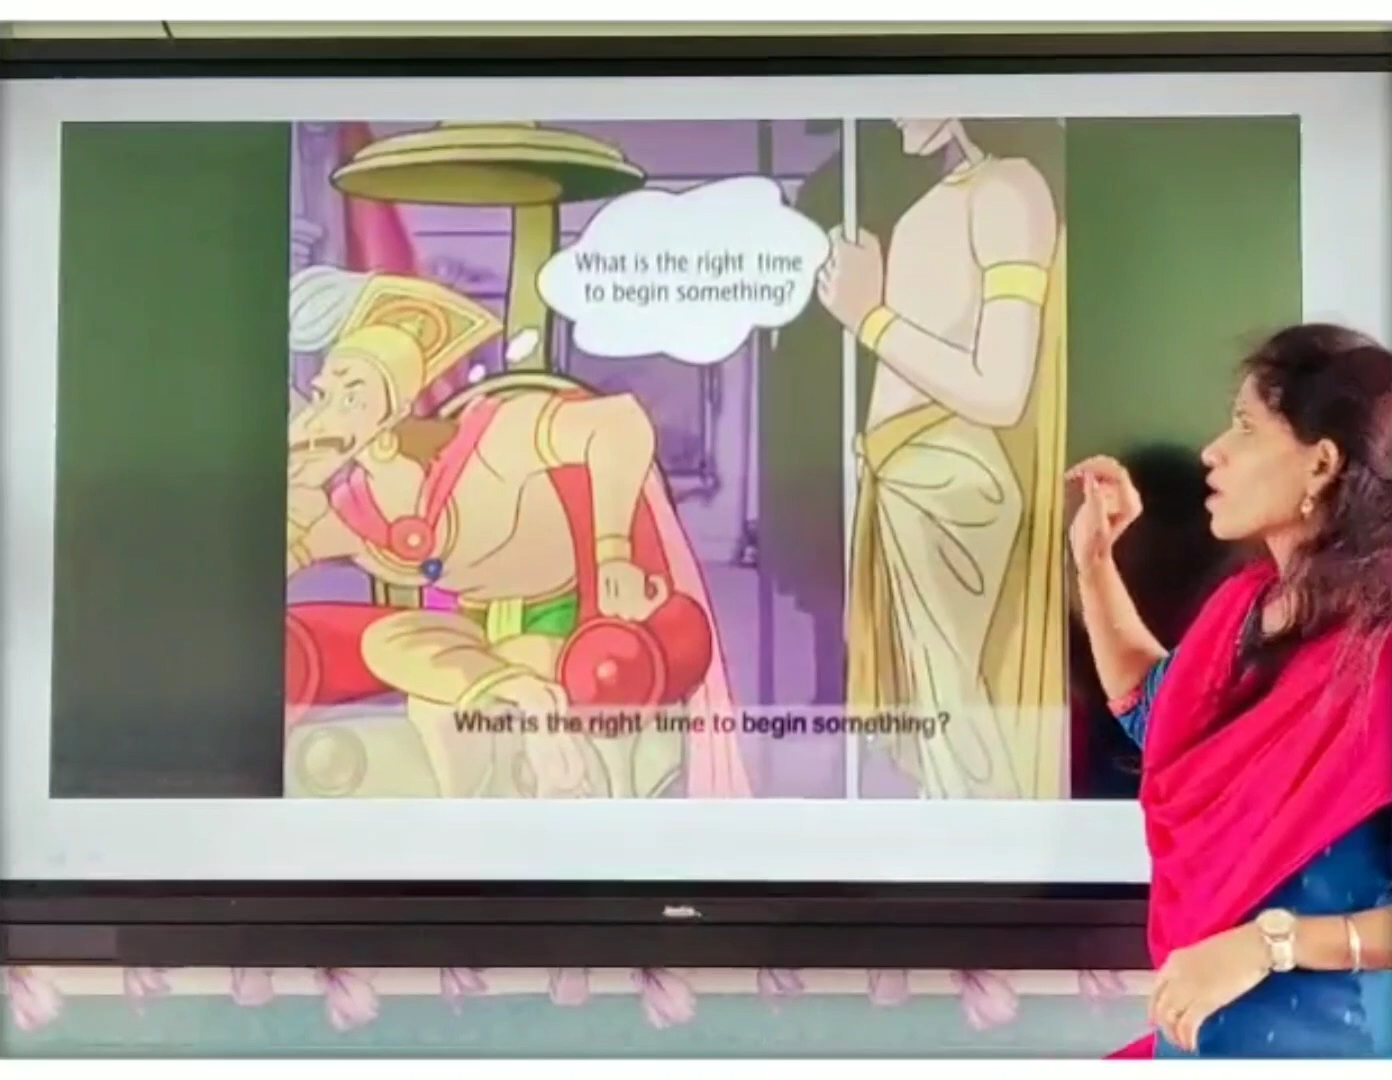 What is the right time
to begin something?
What is the right time to begin something?